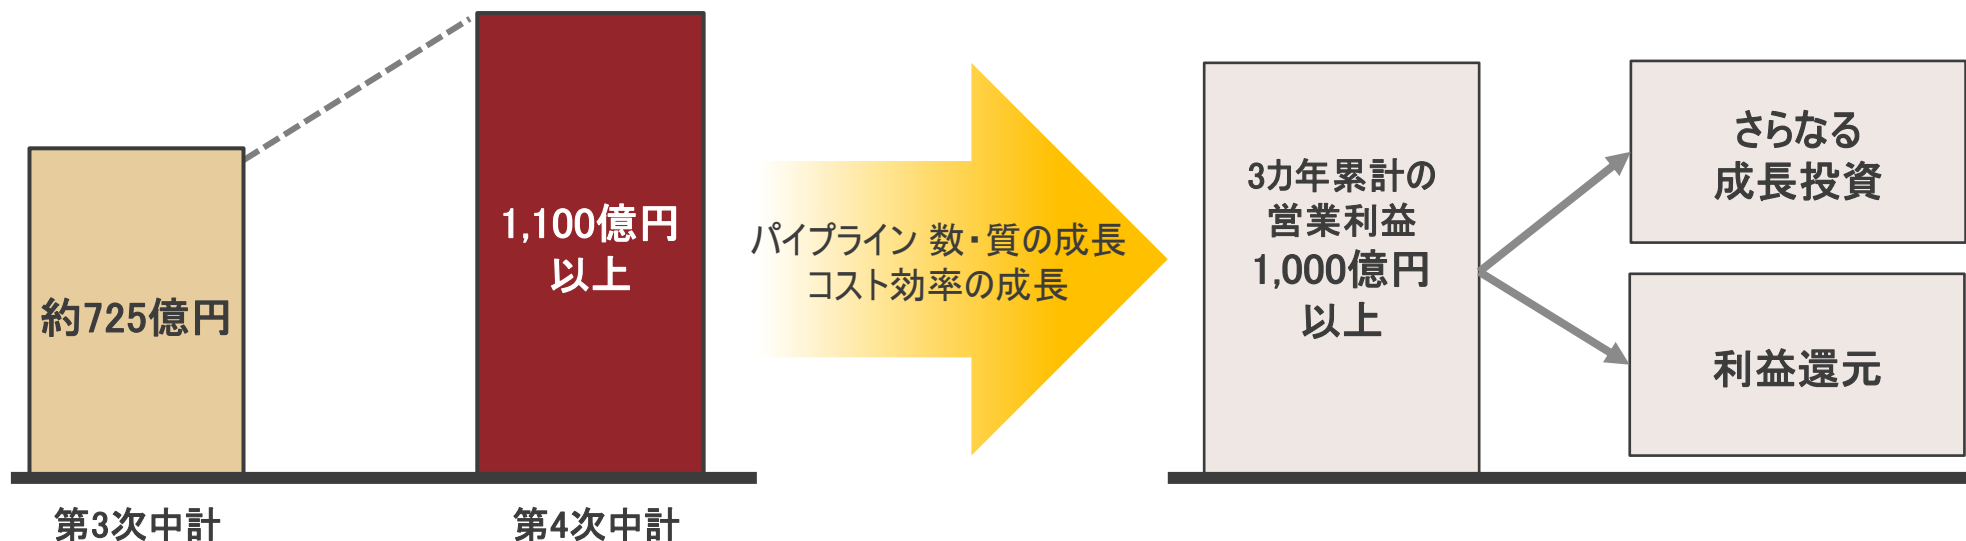 約725億円
第3次中計
1,100億円
以上
第4次中計
パイプライン 数・質の成長
コスト効率の成長
3カ年累計の
営業利益
1,000億円
以上
さらなる
成長投資
利益還元